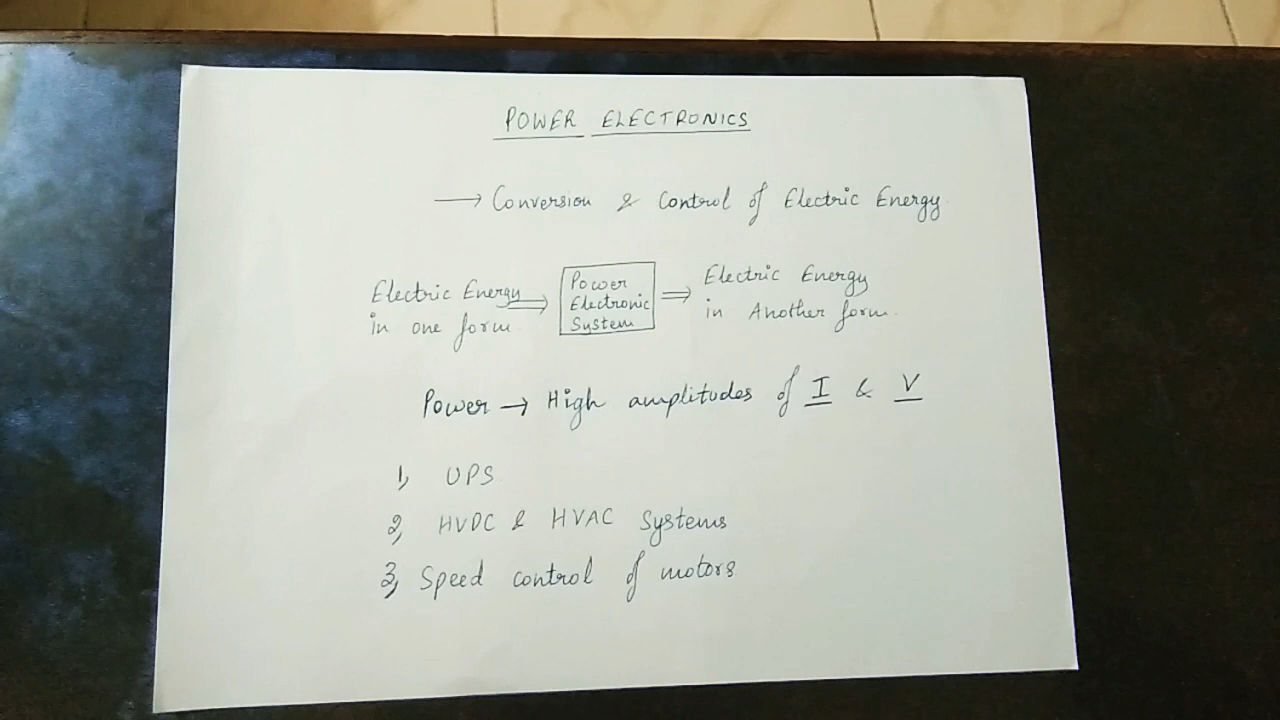 POWER ELECTRONICS
→ Conversion & Control of Electric Energy
Electric Energy
in one form
⇒
Power
Electronic
System
⇒
Electric Energy
in Another form.
Power → High amplitudes of I & V
1, UPS
2, HVDC & HVAC Systems
3, Speed control of motors